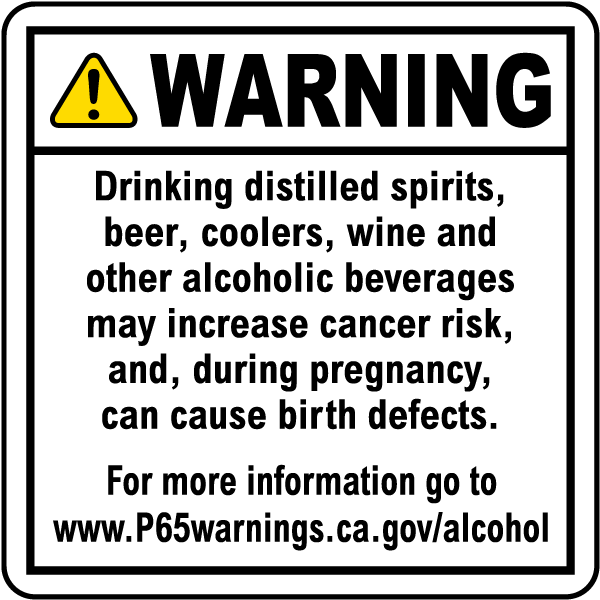 WARNING
Drinking distilled spirits,
beer, coolers, wine and
other alcoholic beverages
may increase cancer risk,
and, during pregnancy,
can cause birth defects.
For more information go to
www.P65warnings.ca.gov/alcohol